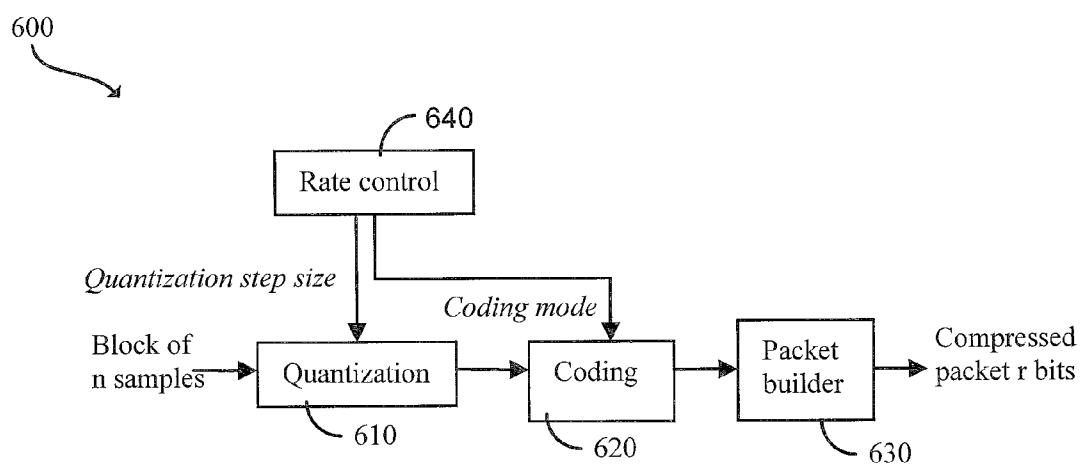 600
640
Rate control
Quantization step size
Coding mode
Block of
n samples
Quantization
Coding
Packet
builder
Compressed
packet r bits
610
620
630